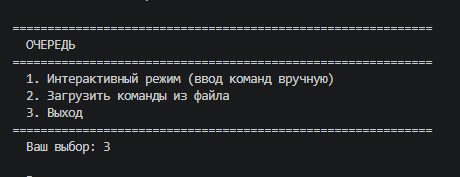 ============================================================
ОЧЕРЕДЬ
============================================================
1. Интерактивный режим (ввод команд вручную)
2. Загрузить команды из файла
3. Выход
============================================================
Ваш выбор: 3